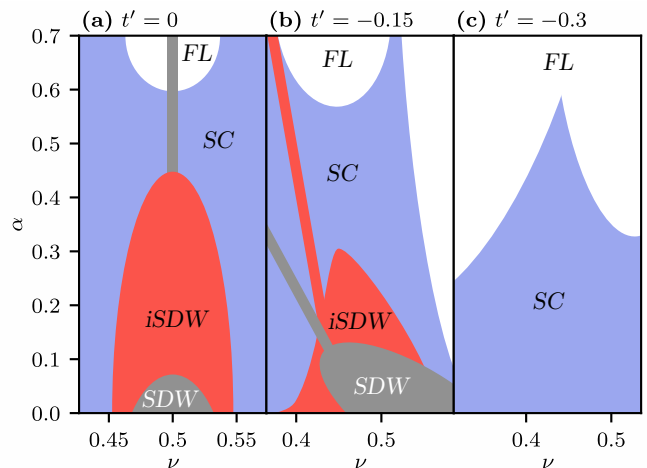 (a) t′ = 0
(b) t′ = −0.15
(c) t′ = −0.3
0.7
0.6
0.5
0.4
0.3
0.2
0.1
0.0
α
FL
SC
iSDW
SDW
FL
SC
iSDW
SDW
FL
SC
0.45 0.5 0.55
0.4 0.5
0.4 0.5
ν
ν
ν